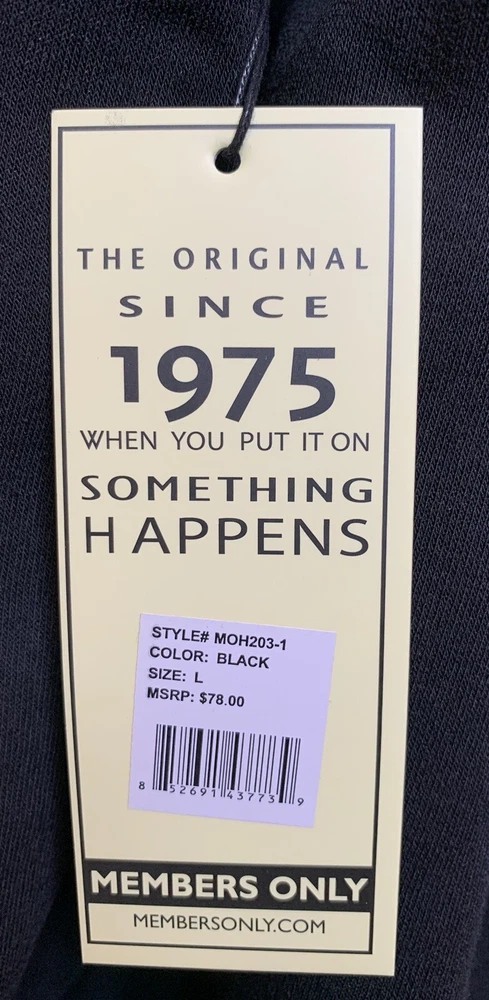 THE ORIGINAL
SINCE
1975
WHEN YOU PUT IT ON
SOMETHING
HAPPENS
STYLE# MOH203-1
COLOR: BLACK
SIZE: L
MSRP: $78.00
8 52691 43773 9
MEMBERS ONLY
MEMBERSONLY.COM